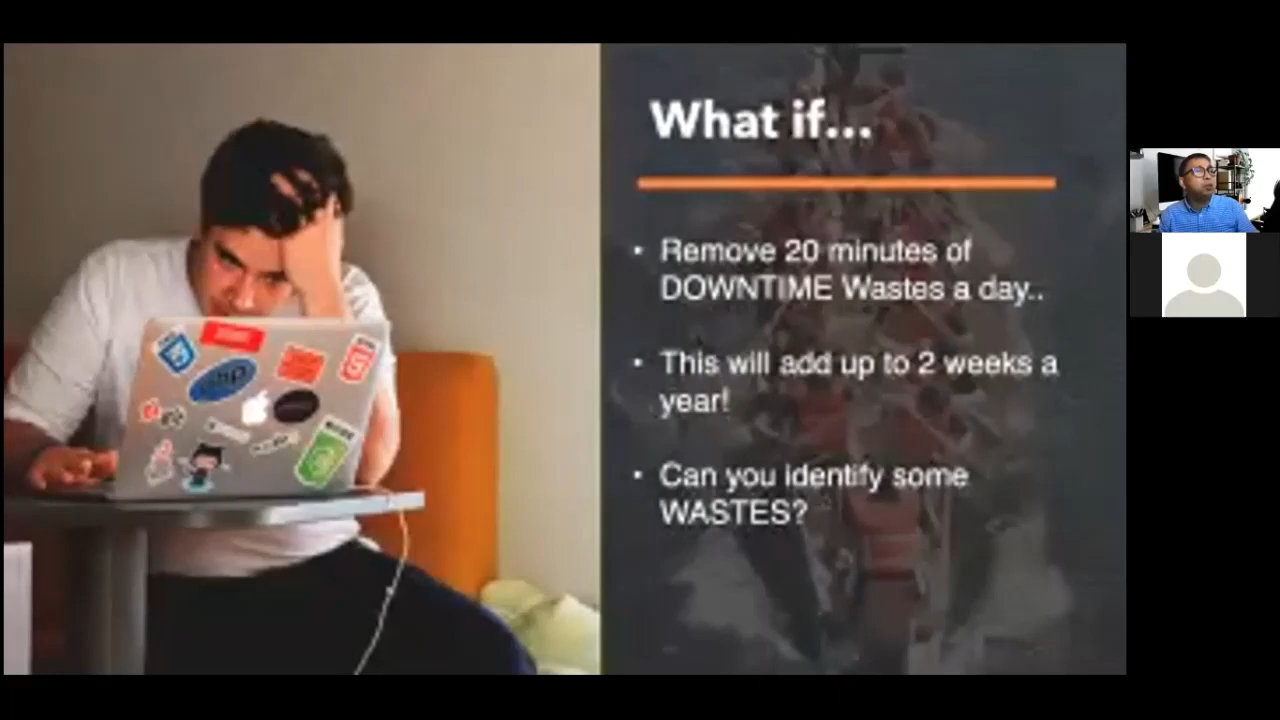 What if...
• Remove 20 minutes of
DOWNTIME Wastes a day..
• This will add up to 2 weeks a
year!
• Can you identify some
WASTES?
php